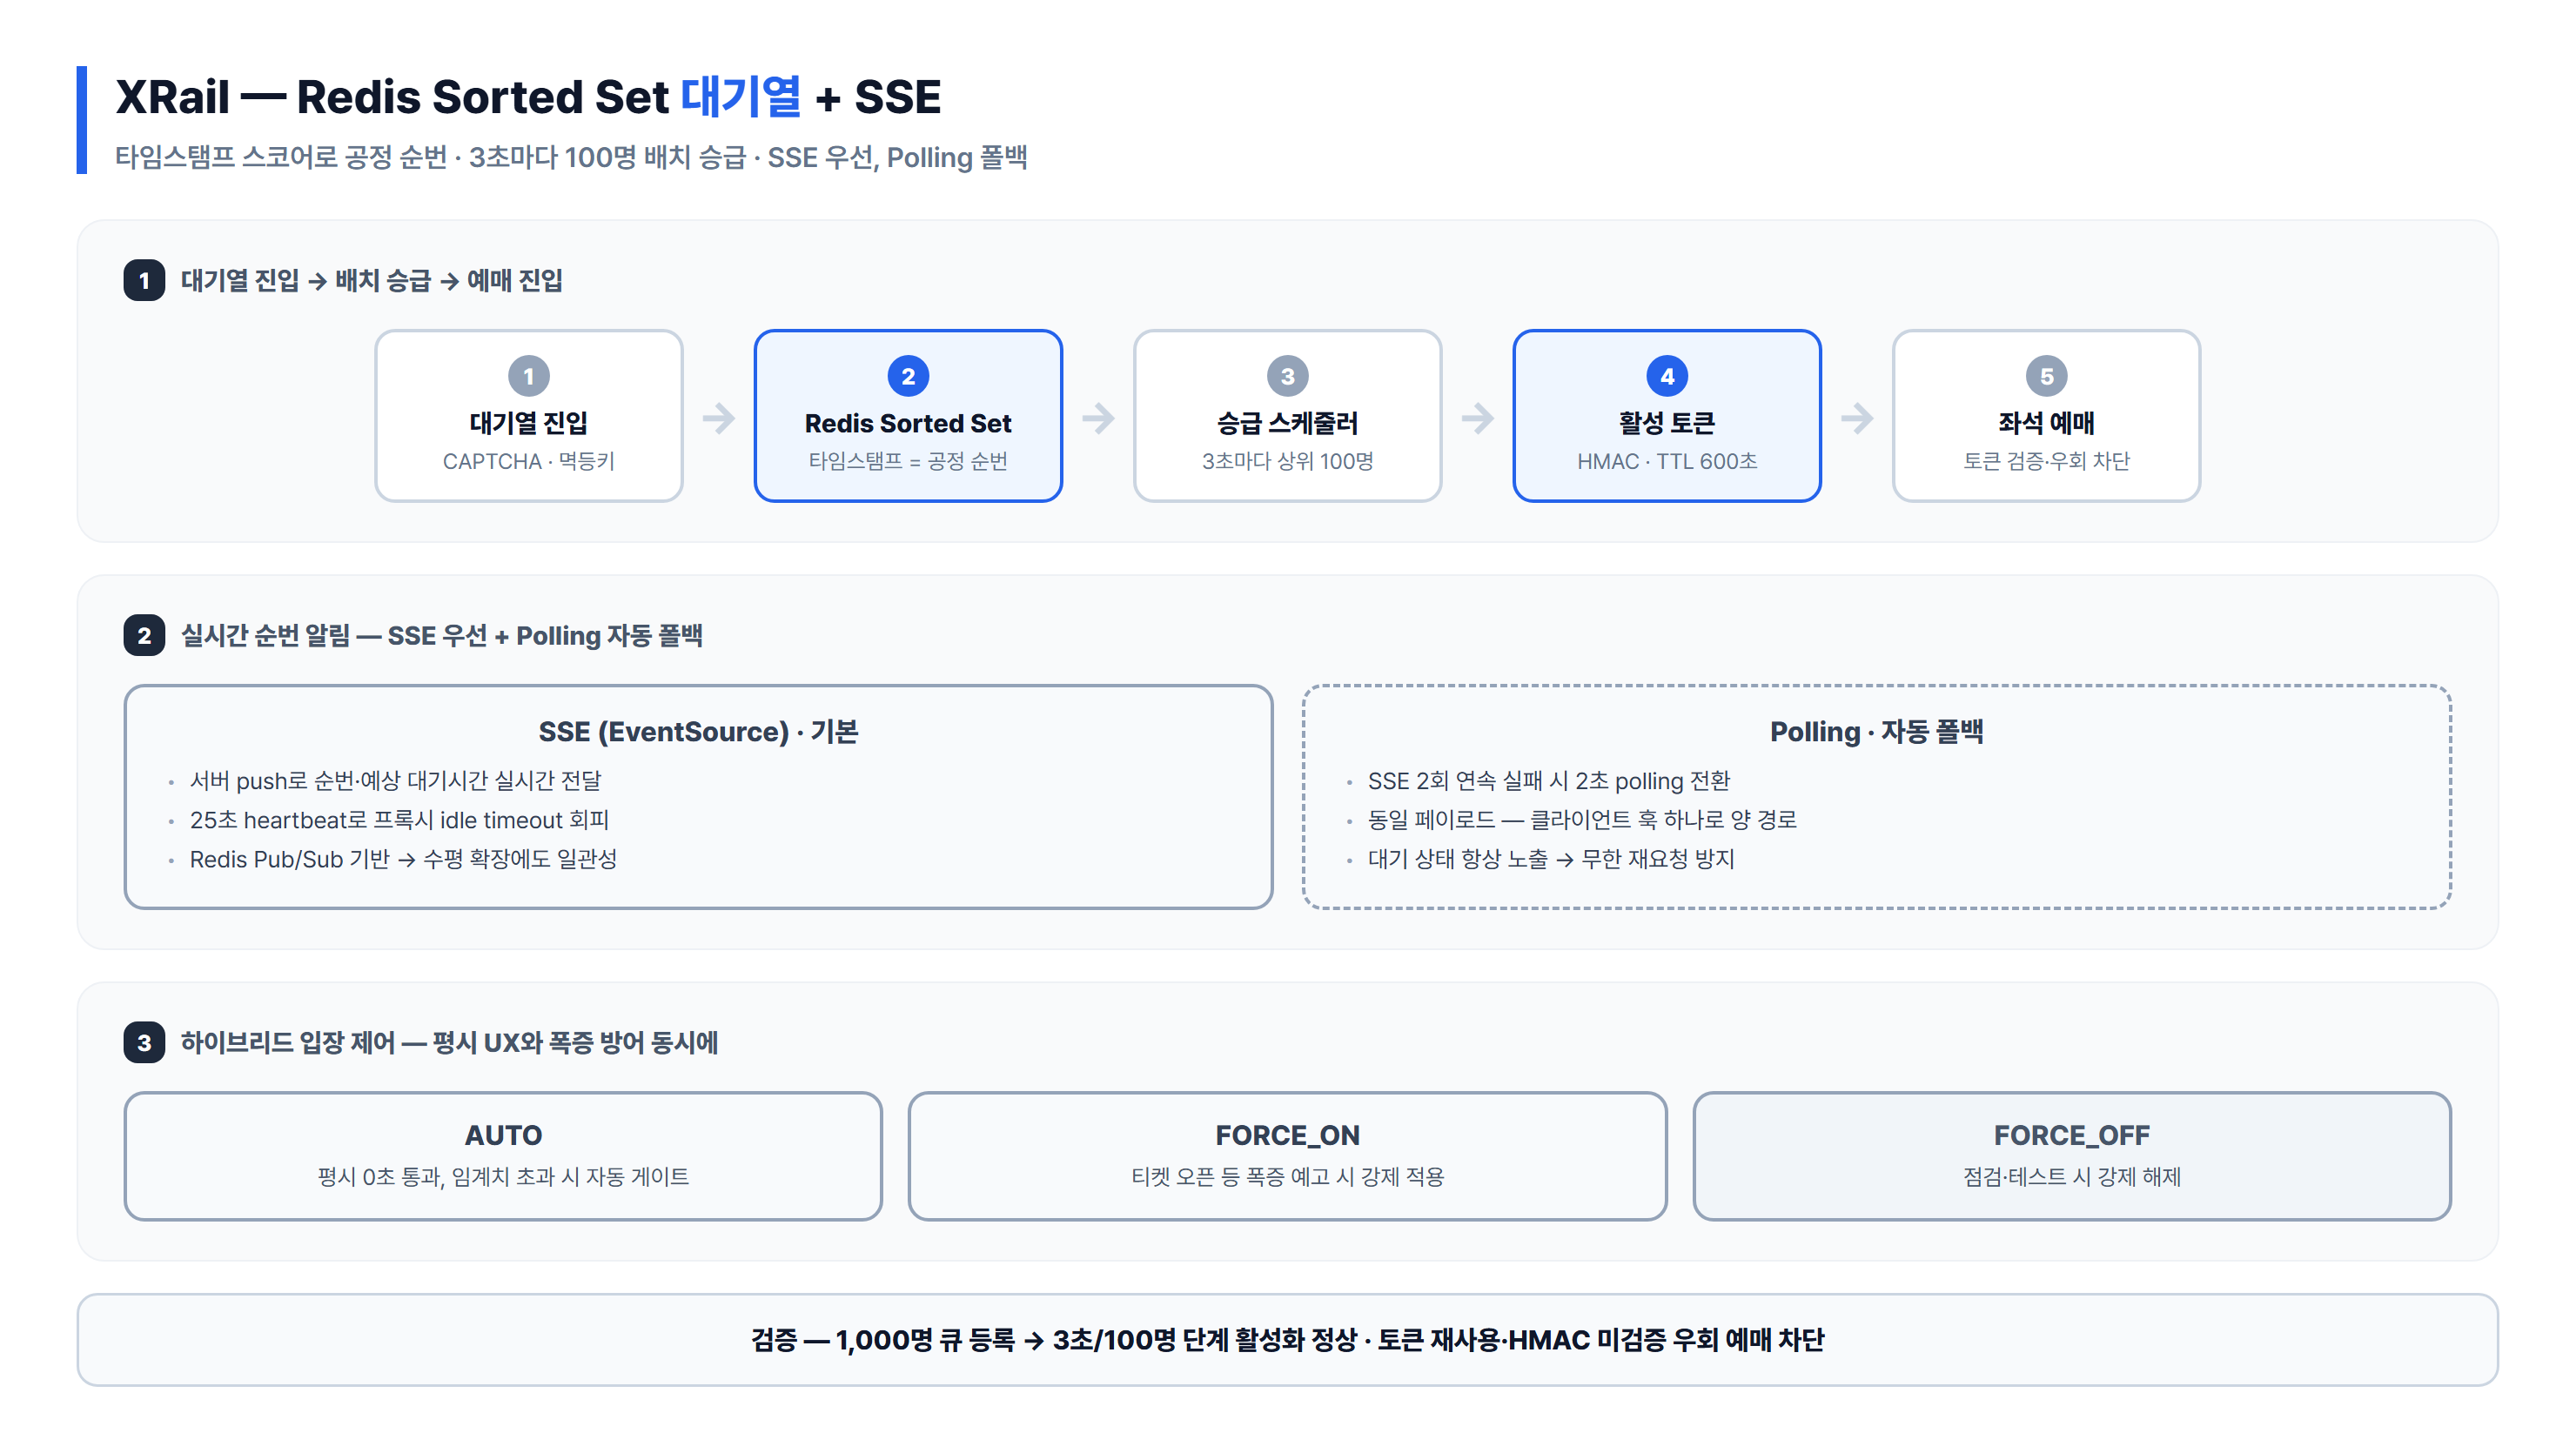 XRail — Redis Sorted Set 대기열 + SSE
타임스탬프 스코어로 공정 순번 · 3초마다 100명 배치 승급 · SSE 우선, Polling 폴백
1 대기열 진입 → 배치 승급 → 예매 진입
1
대기열 진입
CAPTCHA · 멱등키
→
2
Redis Sorted Set
타임스탬프 = 공정 순번
→
3
승급 스케줄러
3초마다 상위 100명
→
4
활성 토큰
HMAC · TTL 600초
→
5
좌석 예매
토큰 검증·우회 차단
2 실시간 순번 알림 — SSE 우선 + Polling 자동 폴백
SSE (EventSource) · 기본
• 서버 push로 순번·예상 대기시간 실시간 전달
• 25초 heartbeat로 프록시 idle timeout 회피
• Redis Pub/Sub 기반 → 수평 확장에도 일관성
Polling · 자동 폴백
• SSE 2회 연속 실패 시 2초 polling 전환
• 동일 페이로드 — 클라이언트 훅 하나로 양 경로
• 대기 상태 항상 노출 → 무한 재요청 방지
3 하이브리드 입장 제어 — 평시 UX와 폭증 방어 동시에
AUTO
평시 0초 통과, 임계치 초과 시 자동 게이트
FORCE_ON
티켓 오픈 등 폭증 예고 시 강제 적용
FORCE_OFF
점검·테스트 시 강제 해제
검증 — 1,000명 큐 등록 → 3초/100명 단계 활성화 정상 · 토큰 재사용·HMAC 미검증 우회 예매 차단